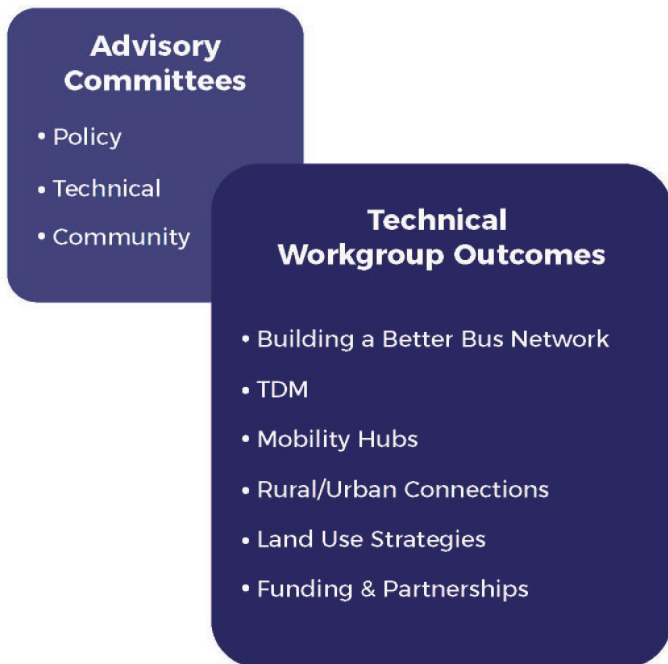 Advisory
Committees
• Policy
• Technical
• Community
Technical
Workgroup Outcomes
• Building a Better Bus Network
• TDM
• Mobility Hubs
• Rural/Urban Connections
• Land Use Strategies
• Funding & Partnerships